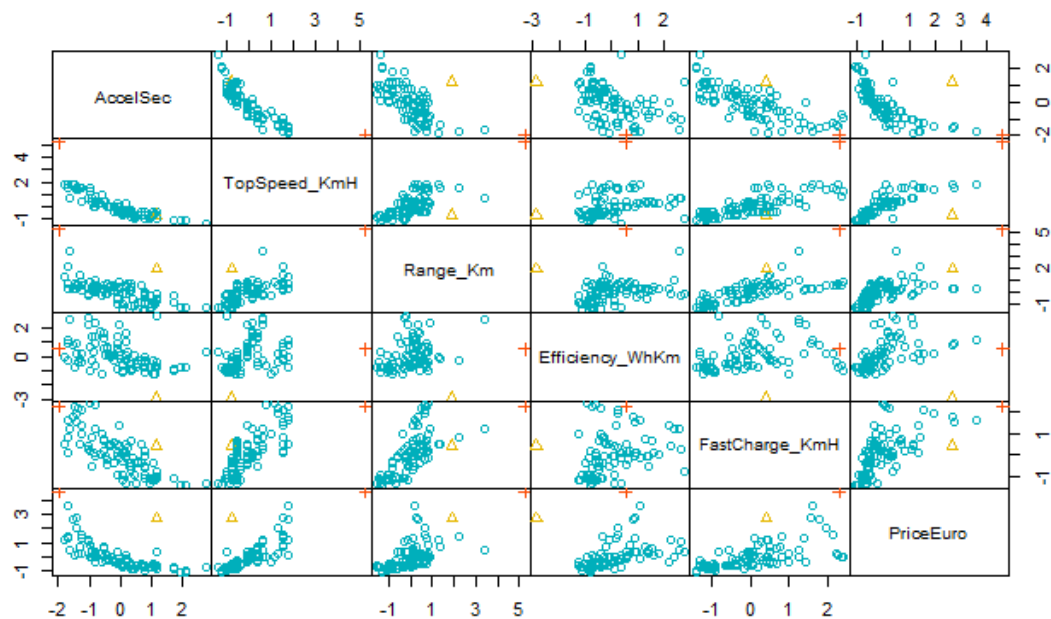 -1 1 3 5 -3 -1 1 2 -1 0 1 2 3 4
AccelSec
-2 0 2
-1 2 4
TopSpeed_KmH
Range_Km
-1 2 5
-3 0 2
Efficiency_WhKm
FastCharge_KmH
-1 1
-1 1 3
PriceEuro
-2 -1 0 1 2 -1 1 3 5 -1 0 1 2